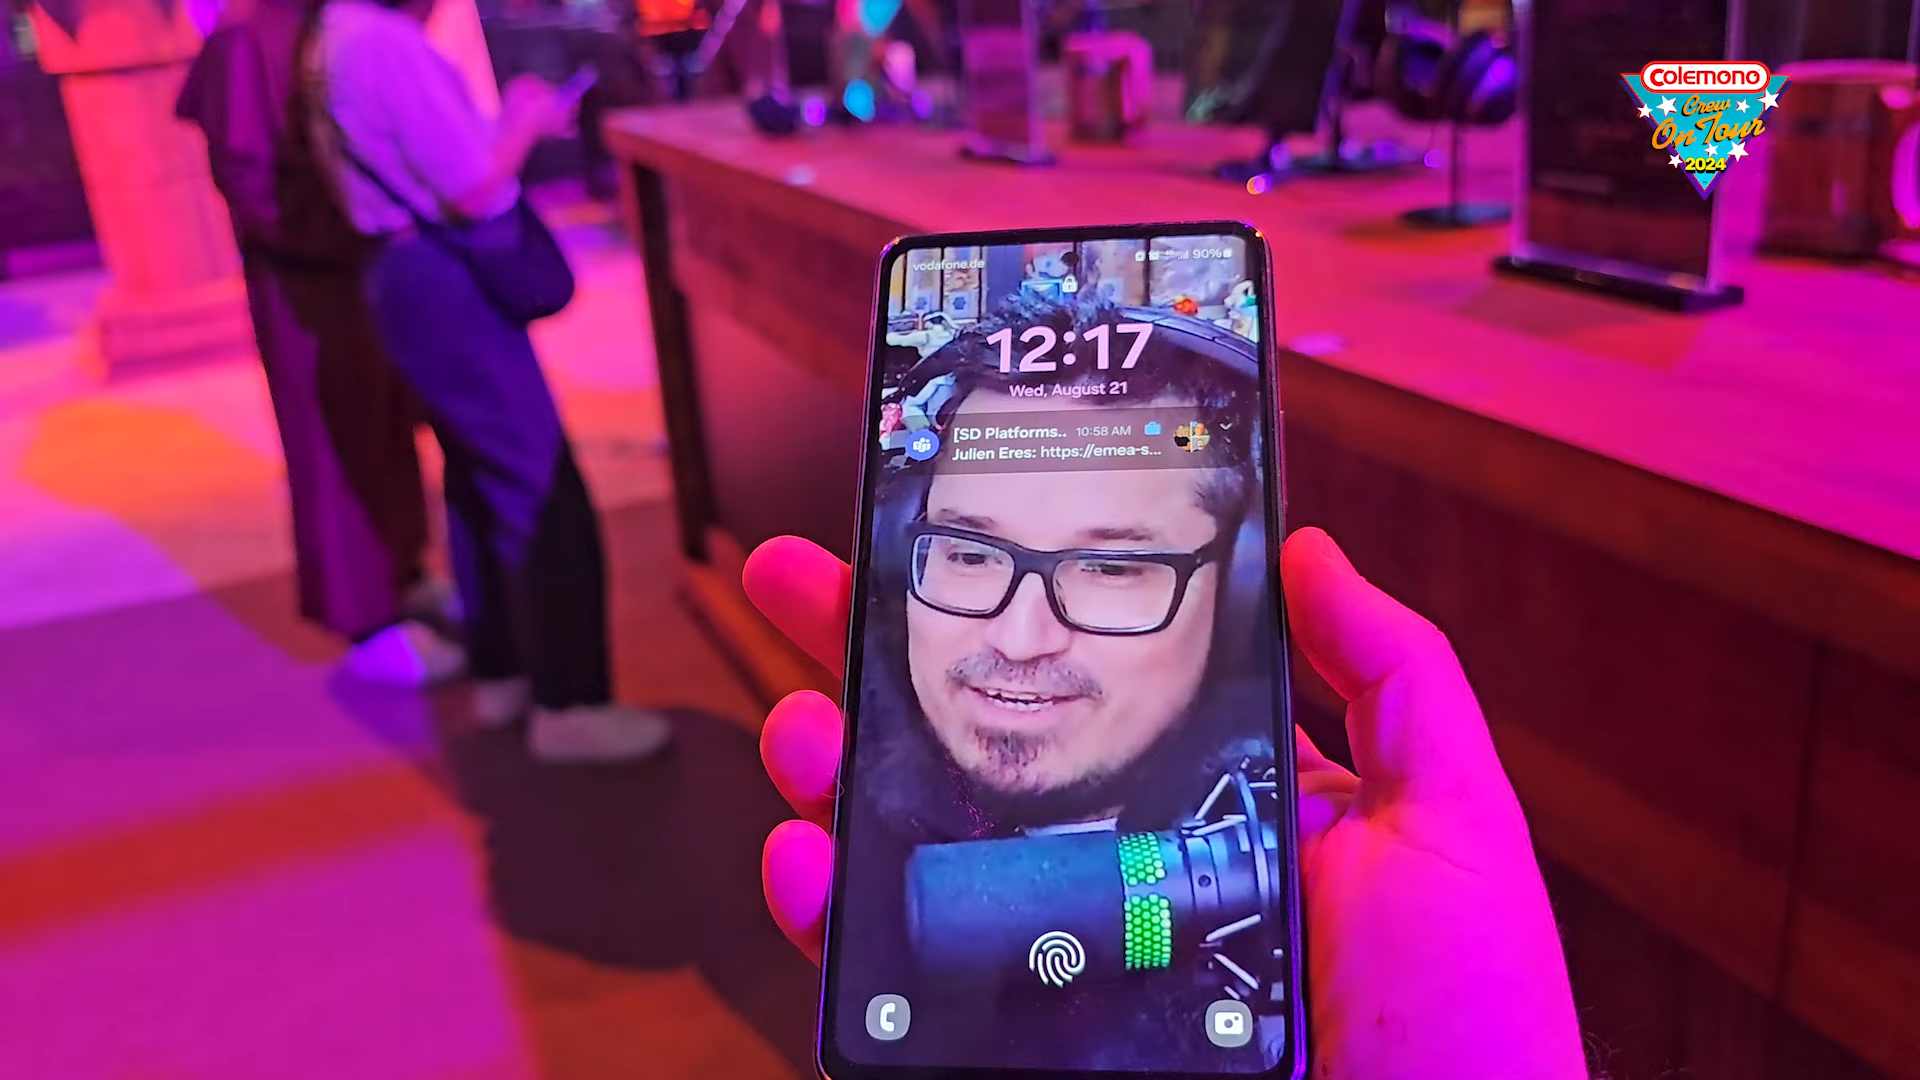 Colemono
Crew
On Tour
2024
vodafone.de
90%
12:17
Wed, August 21
[SD Platforms.. 10:58 AM
Julien Eres: https://emea-s...